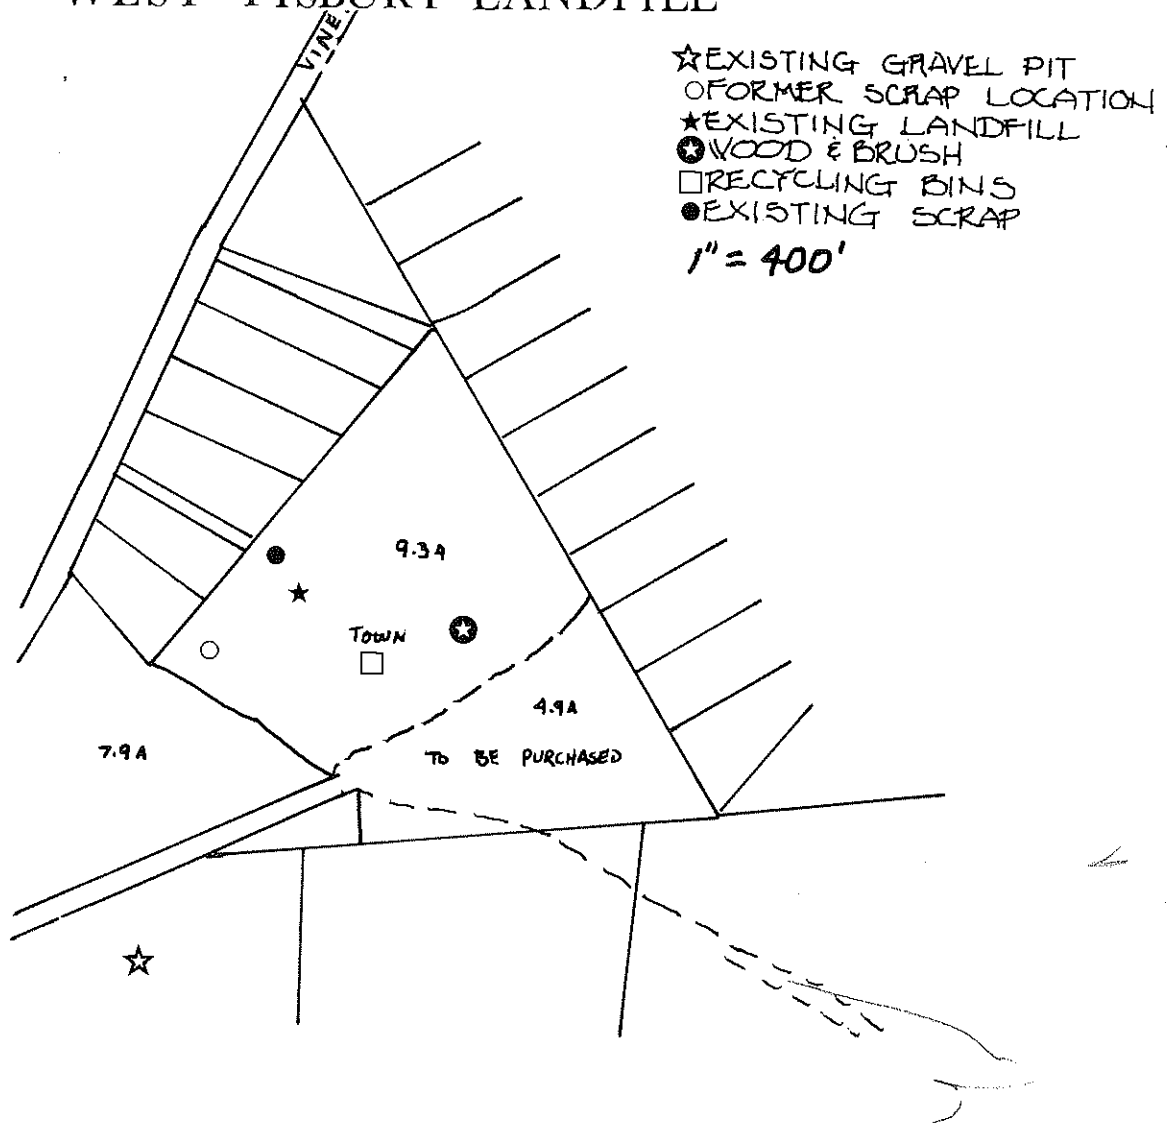 WEST TISBURY LANDFILL
VINE.
☆EXISTING GRAVEL PIT
○FORMER SCRAP LOCATION
★EXISTING LANDFILL
✪WOOD & BRUSH
□RECYCLING BINS
●EXISTING SCRAP
1" = 400'
9.3A
TOWN
4.9A
7.9A
TO BE PURCHASED